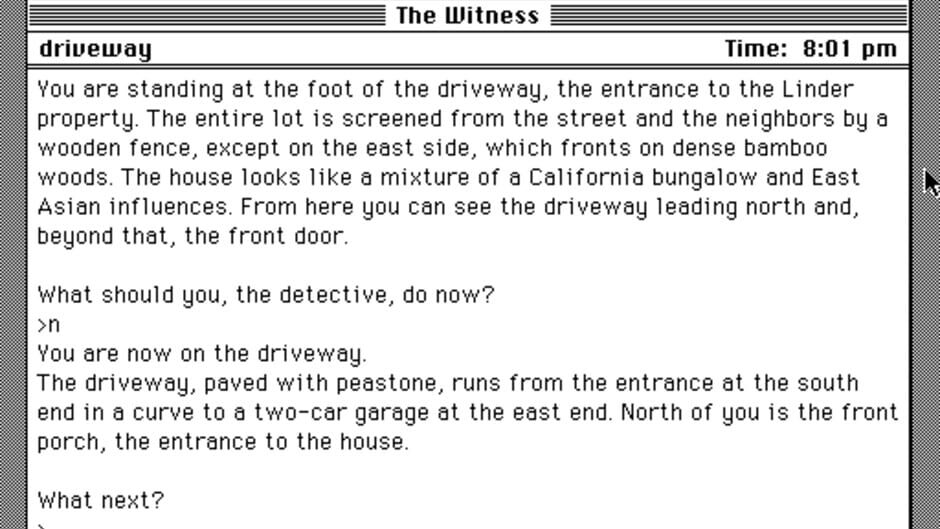 The Witness
driveway Time: 8:01 pm
You are standing at the foot of the driveway, the entrance to the Linder
property. The entire lot is screened from the street and the neighbors by a
wooden fence, except on the east side, which fronts on dense bamboo
woods. The house looks like a mixture of a California bungalow and East
Asian influences. From here you can see the driveway leading north and,
beyond that, the front door.
What should you, the detective, do now?
>n
You are now on the driveway.
The driveway, paved with peastone, runs from the entrance at the south
end in a curve to a two-car garage at the east end. North of you is the front
porch, the entrance to the house.
What next?
>